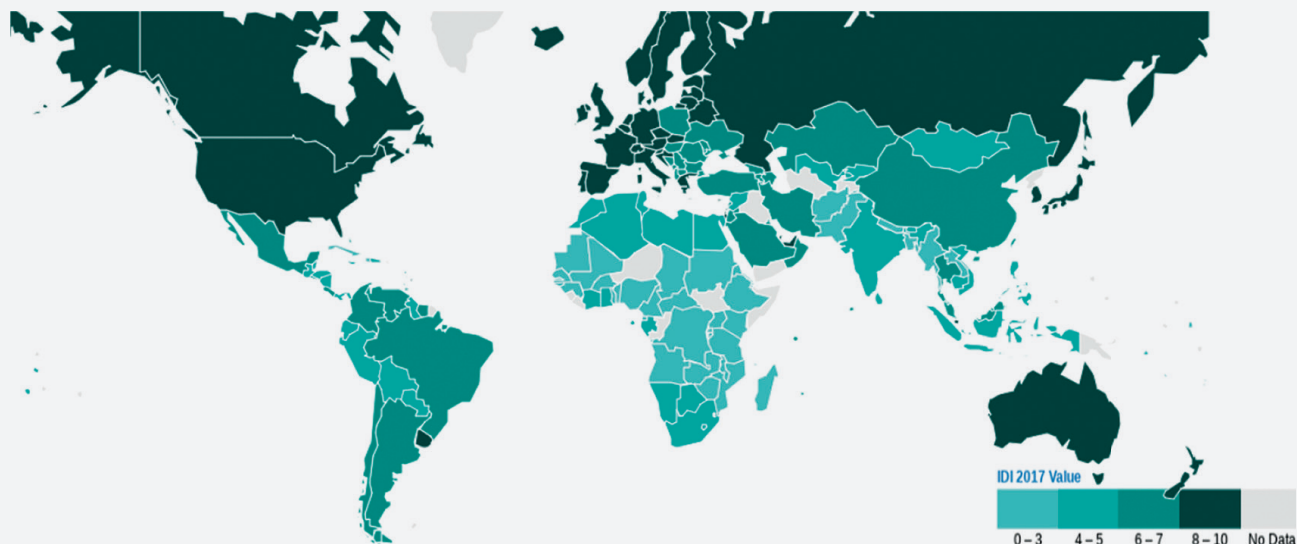 IDI 2017 Value
0 – 3 4 – 5 6 – 7 8 – 10 No Data